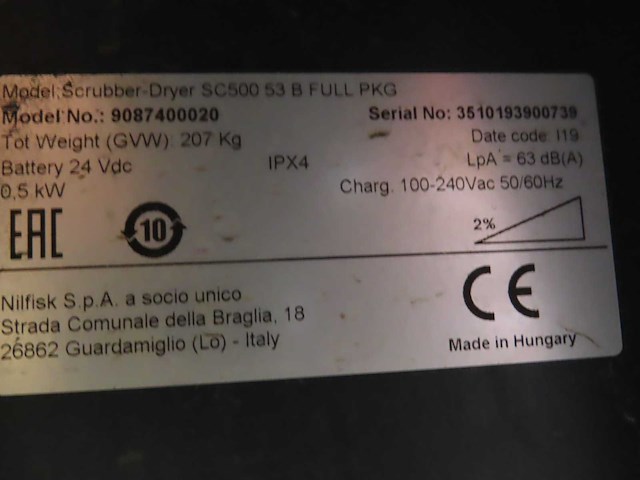 Model:Scrubber-Dryer SC500 53 B FULL PKG
Model No.: 9087400020
Serial No: 3510193900739
Tot Weight (GVW): 207 Kg
Date code: I19
Battery 24 Vdc
IPX4
LpA = 63 dB(A)
0,5 kW
Charg. 100-240Vac 50/60Hz
EAC
10
2%
Nilfisk S.p.A. a socio unico
Strada Comunale della Braglia, 18
26862 Guardamiglio (Lo) - Italy
CE
Made in Hungary